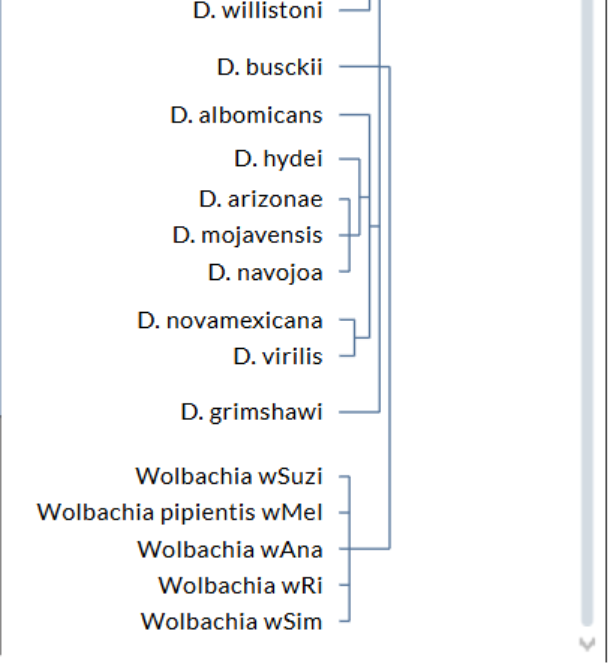 D. willistoni
D. busckii
D. albomicans
D. hydei
D. arizonae
D. mojavensis
D. navojoa
D. novamexicana
D. virilis
D. grimshawi
Wolbachia wSuzi
Wolbachia pipientis wMel
Wolbachia wAna
Wolbachia wRi
Wolbachia wSim